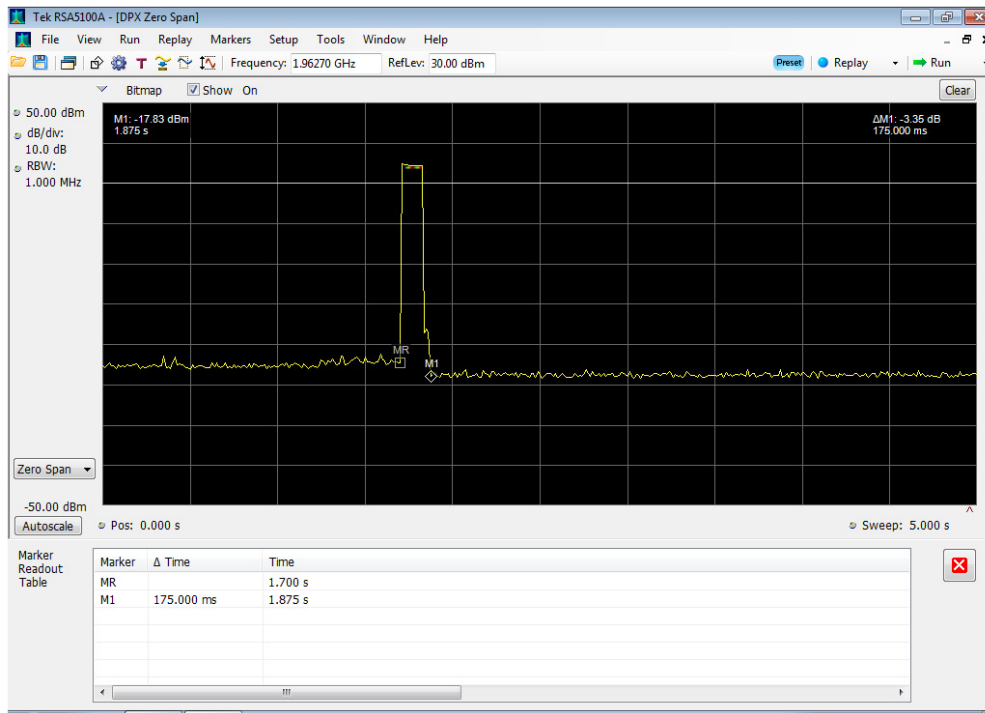 Tek RSA5100A - [DPX Zero Span]
File View Run Replay Markers Setup Tools Window Help
T Frequency: 1.96270 GHz RefLev: 30.00 dBm Preset Replay Run
Bitmap Show On Clear
50.00 dBm
dB/div:
10.0 dB
RBW:
1.000 MHz
M1: -17.83 dBm
1.875 s
ΔM1: -3.35 dB
175.000 ms
MR
M1
Zero Span
-50.00 dBm
Autoscale Pos: 0.000 s Sweep: 5.000 s
Marker
Readout
Table
Marker Δ Time Time
MR 1.700 s
M1 175.000 ms 1.875 s